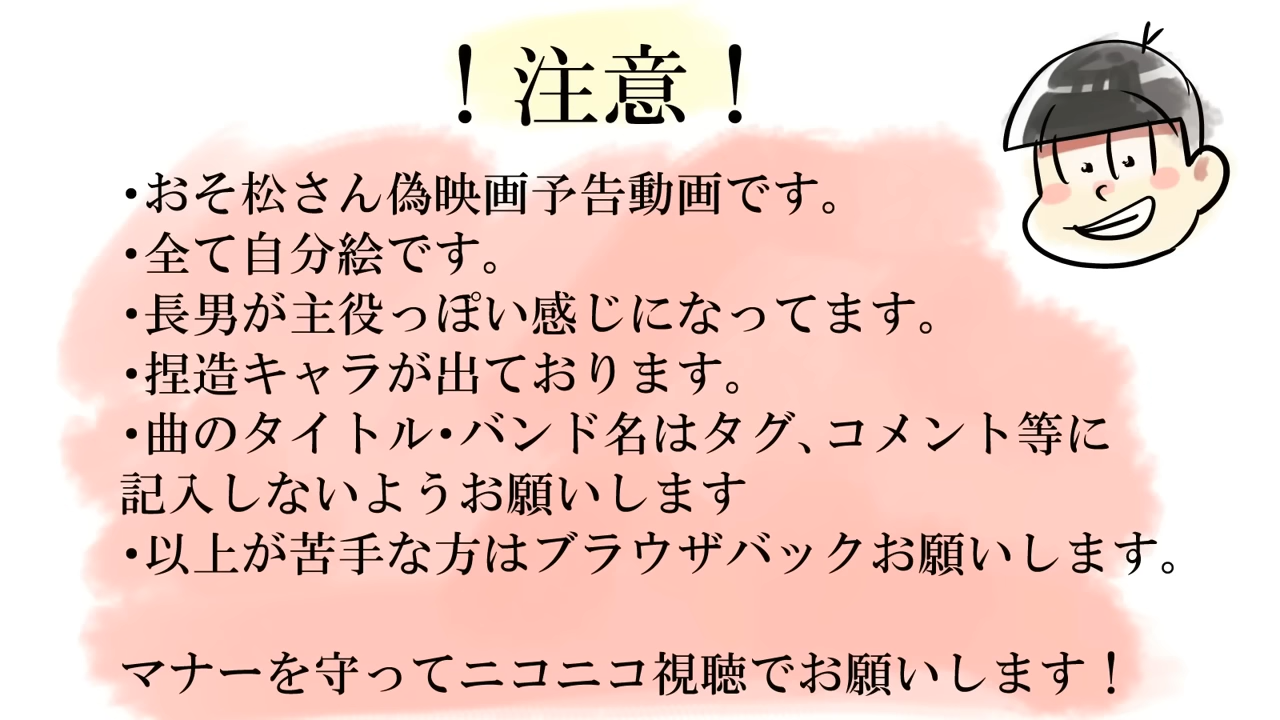 ！注意！
・おそ松さん偽映画予告動画です。
・全て自分絵です。
・長男が主役っぽい感じになってます。
・捏造キャラが出ております。
・曲のタイトル・バンド名はタグ、コメント等に
記入しないようお願いします
・以上が苦手な方はブラウザバックお願いします。
マナーを守ってニコニコ視聴でお願いします！